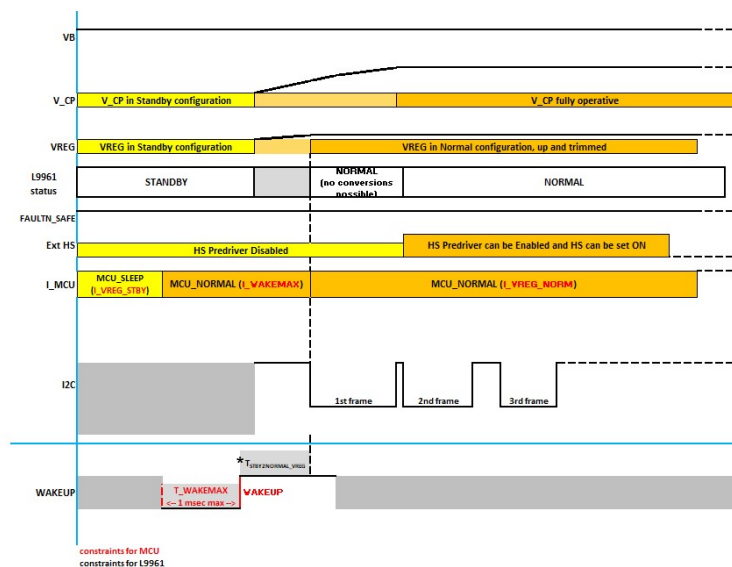 VB
V_CP
V_CP in Standby configuration
V_CP fully operative
VREG
VREG in Standby configuration
VREG in Normal configuration, up and trimmed
L9961
status
STANDBY
NORMAL
(no conversions
possible)
NORMAL
FAULTN_SAFE
Ext HS
HS Predriver Disabled
HS Predriver can be Enabled and HS can be set ON
I_MCU
MCU_SLEEP
(I_VREG_STBY)
MCU_NORMAL (I_WAKEMAX)
MCU_NORMAL (I_VREG_NORM)
I2C
1st frame
2nd frame
3rd frame
*TSTBY2NORMAL_VREG
WAKEUP
T_WAKEMAX
<-- 1 msec max -->
WAKEUP
constraints for MCU
constraints for L9961